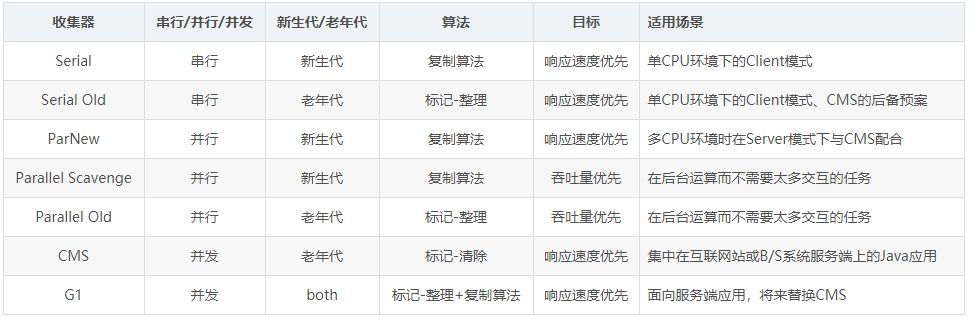 收集器 串行/并行/并发 新生代/老年代 算法 目标 适用场景
Serial 串行 新生代 复制算法 响应速度优先 单CPU环境下的Client模式
Serial Old 串行 老年代 标记-整理 响应速度优先 单CPU环境下的Client模式、CMS的后备预案
ParNew 并行 新生代 复制算法 响应速度优先 多CPU环境时在Server模式下与CMS配合
Parallel Scavenge 并行 新生代 复制算法 吞吐量优先 在后台运算而不需要太多交互的任务
Parallel Old 并行 老年代 标记-整理 吞吐量优先 在后台运算而不需要太多交互的任务
CMS 并发 老年代 标记-清除 响应速度优先 集中在互联网站或B/S系统服务端上的Java应用
G1 并发 both 标记-整理+复制算法 响应速度优先 面向服务端应用，将来替换CMS